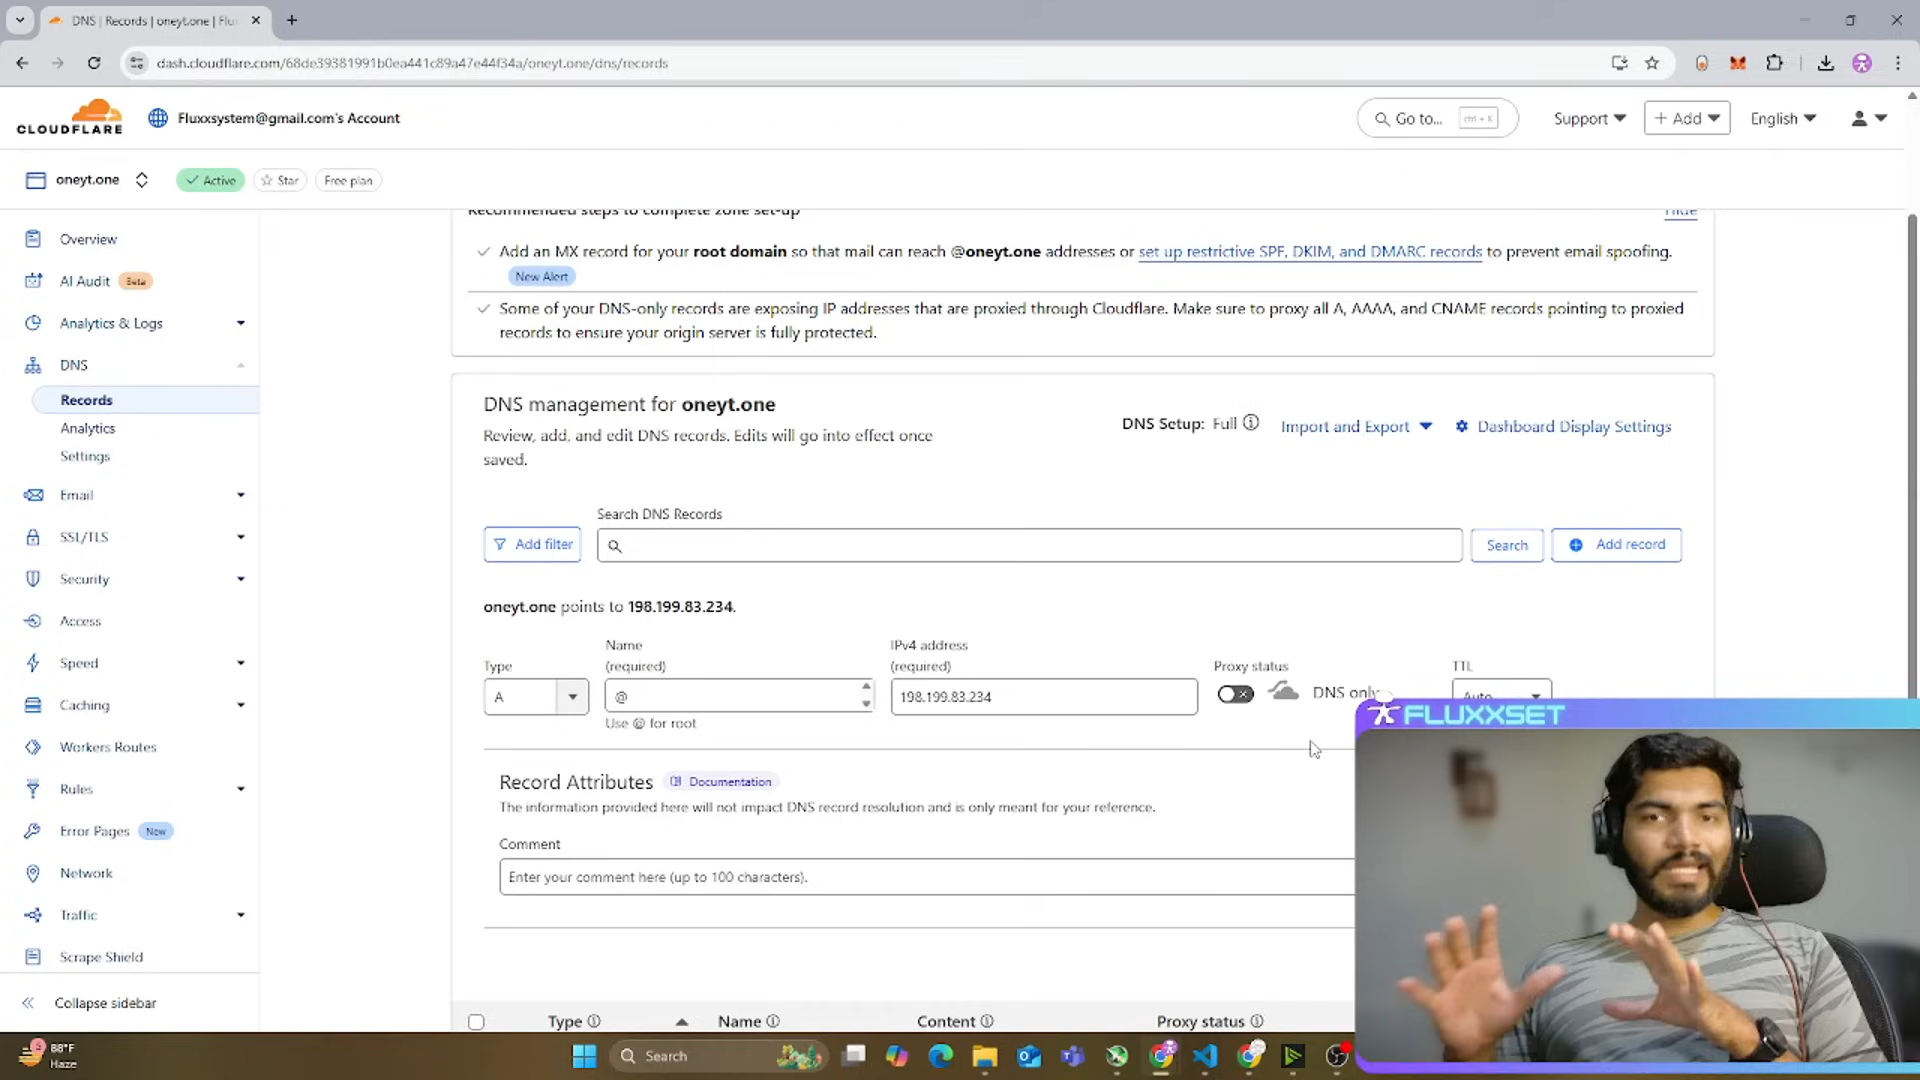 DNS | Records | oneyt.one | Flu
dash.cloudflare.com/68de39381991b0ea441c89a47e44f34a/oneyt.one/dns/records
CLOUDFLARE
Fluxxsystem@gmail.com's Account
Go to...
ctrl + K
Support
+ Add
English
oneyt.one
Active
Star
Free plan
Overview
AI Audit Beta
Analytics & Logs
DNS
Records
Analytics
Settings
Email
SSL/TLS
Security
Access
Speed
Caching
Workers Routes
Rules
Error Pages New
Network
Traffic
Scrape Shield
Collapse sidebar
Recommended steps to complete zone set-up
Hide
Add an MX record for your root domain so that mail can reach @oneyt.one addresses or set up restrictive SPF, DKIM, and DMARC records to prevent email spoofing.
New Alert
Some of your DNS-only records are exposing IP addresses that are proxied through Cloudflare. Make sure to proxy all A, AAAA, and CNAME records pointing to proxied
records to ensure your origin server is fully protected.
DNS management for oneyt.one
Review, add, and edit DNS records. Edits will go into effect once
saved.
DNS Setup: Full
Import and Export
Dashboard Display Settings
Search DNS Records
Add filter
Search
Add record
oneyt.one points to 198.199.83.234.
Type
Name
(required)
IPv4 address
(required)
Proxy status
TTL
A
@
198.199.83.234
DNS only
Auto
Use @ for root
FLUXXSET
Record Attributes
Documentation
The information provided here will not impact DNS record resolution and is only meant for your reference.
Comment
Enter your comment here (up to 100 characters).
Type
Name
Content
Proxy status
88°F
Haze
Search